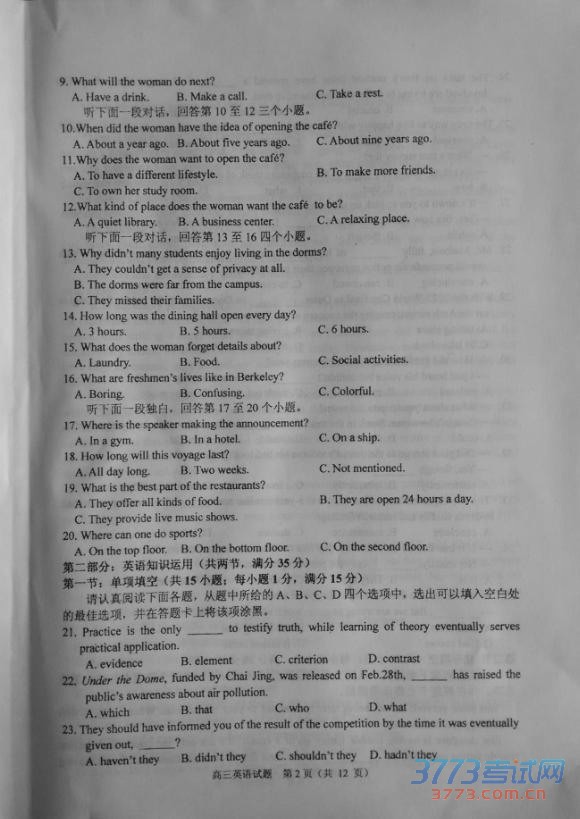 9. What will the woman do next?
A. Have a drink. B. Make a call. C. Take a rest.
听下面一段对话，回答第 10 至 12 三个小题。
10.When did the woman have the idea of opening the café?
A. About a year ago. B. About five years ago. C. About nine years ago.
11.Why does the woman want to open the café?
A. To have a different lifestyle. B. To make more friends.
C. To own her study room.
12.What kind of place does the woman want the café to be?
A. A quiet library. B. A business center. C. A relaxing place.
听下面一段对话，回答第 13 至 16 四个小题。
13. Why didn't many students enjoy living in the dorms?
A. They couldn't get a sense of privacy at all.
B. The dorms were far from the campus.
C. They missed their families.
14. How long was the dining hall open every day?
A. 3 hours. B. 5 hours. C. 6 hours.
15. What does the woman forget details about?
A. Laundry. B. Food. C. Social activities.
16. What are freshmen's lives like in Berkeley?
A. Boring. B. Confusing. C. Colorful.
听下面一段独白，回答第 17 至 20 个小题。
17. Where is the speaker making the announcement?
A. In a gym. B. In a hotel. C. On a ship.
18. How long will this voyage last?
A. All day long. B. Two weeks. C. Not mentioned.
19. What is the best part of the restaurants?
A. They offer all kinds of food. B. They are open 24 hours a day.
C. They provide live music shows.
20. Where can one do sports?
A. On the top floor. B. On the bottom floor. C. On the second floor.
第二部分：英语知识运用（共两节，满分 35 分）
第一节：单项填空（共 15 小题；每小题 1 分，满分 15 分）
请认真阅读下面各题，从题中所给的 A、B、C、D 四个选项中，选出可以填入空白处
的最佳选项，并在答题卡上将该项涂黑。
21. Practice is the only ______ to testify truth, while learning of theory eventually serves
practical application.
A. evidence B. element C. criterion D. contrast
22. Under the Dome, funded by Chai Jing, was released on Feb.28th, ______ has raised the
public's awareness about air pollution.
A. which B. that C. who D. what
23. They should have informed you of the result of the competition by the time it was eventually
given out, ______?
A. haven't they B. didn't they C. shouldn't they D. hadn't they
高三英语试题 第 2 页（共 12 页）
3773考试网
3773.com.cn